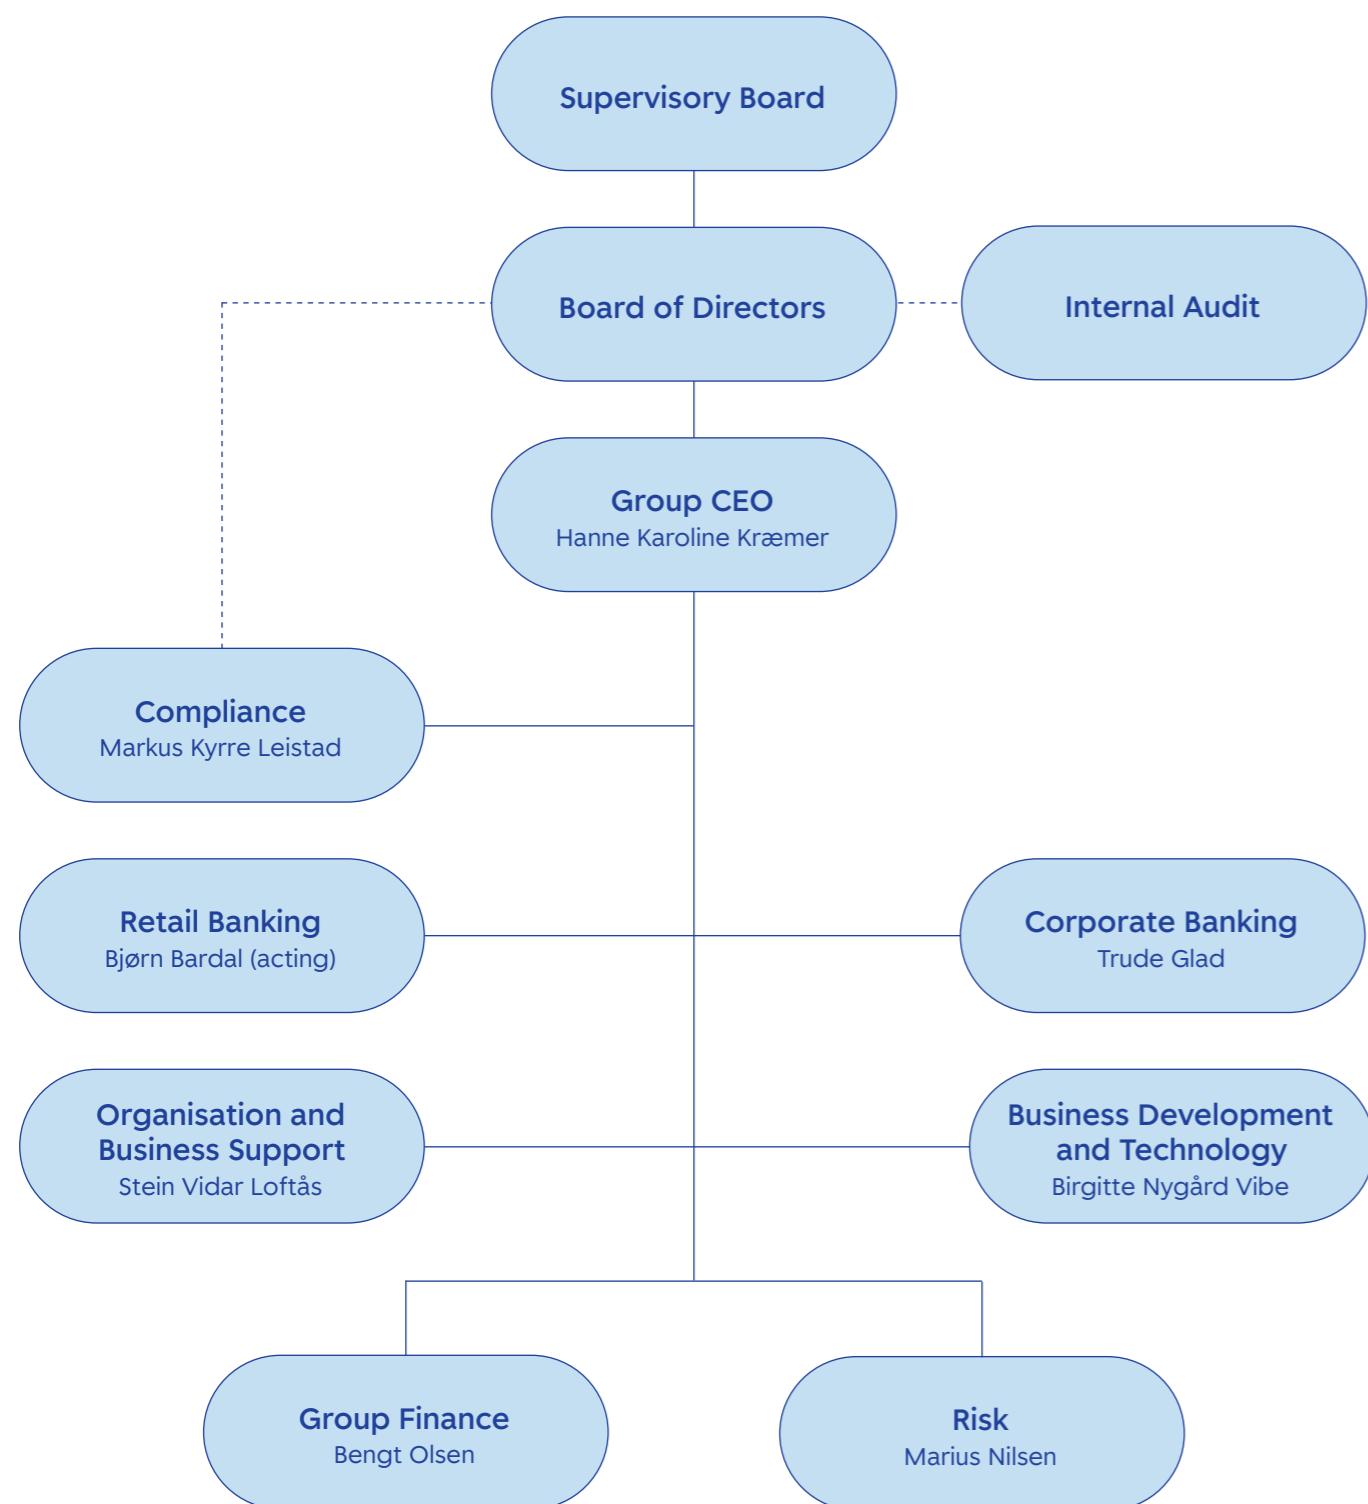 Supervisory Board
Board of Directors
Internal Audit
Group CEO
Hanne Karoline Kræmer
Compliance
Markus Kyrre Leistad
Retail Banking
Bjørn Bardal (acting)
Corporate Banking
Trude Glad
Organisation and
Business Support
Stein Vidar Loftås
Business Development
and Technology
Birgitte Nygård Vibe
Group Finance
Bengt Olsen
Risk
Marius Nilsen